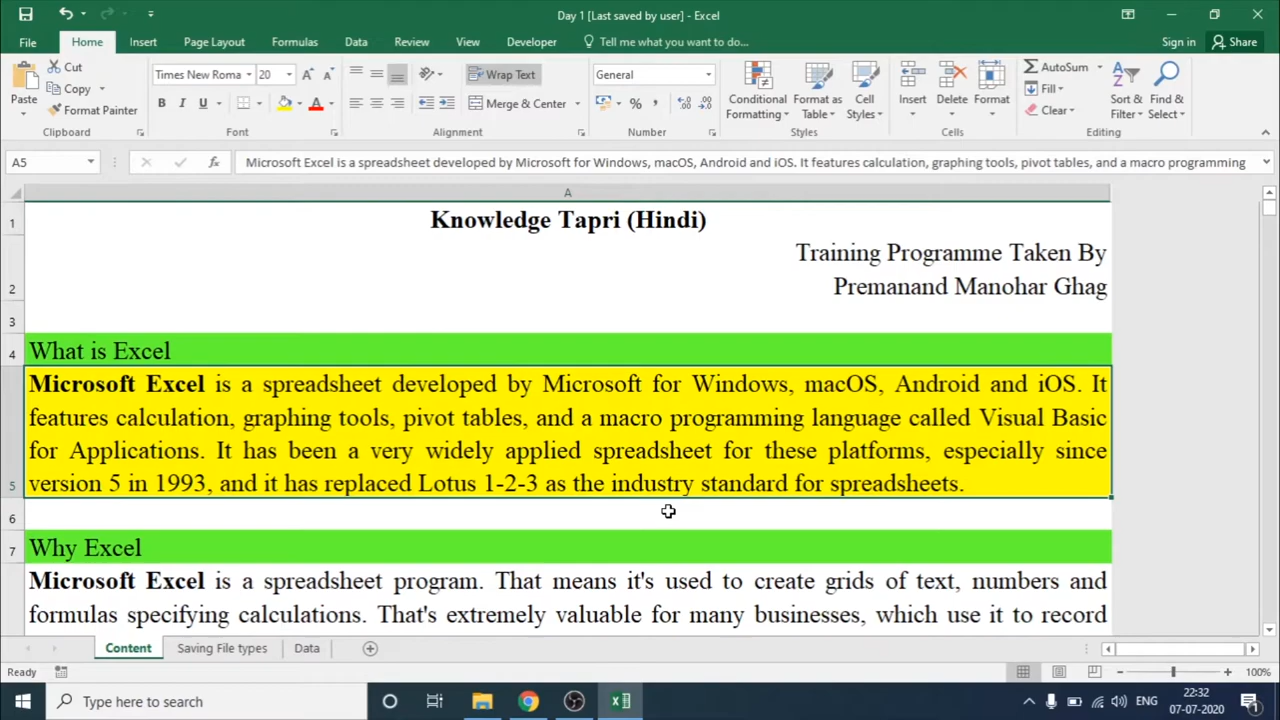 Day 1 [Last saved by user] - Excel
File Home Insert Page Layout Formulas Data Review View Developer Tell me what you want to do... Sign in Share
Cut
Copy
Format Painter
Paste
Clipboard
Times New Roma 20 A A
B I U A
Font
Wrap Text
Merge & Center
Alignment
General
% ,
Number
Conditional Formatting
Format as Table
Cell Styles
Styles
Insert Delete Format
Cells
AutoSum
Fill
Clear
Sort & Filter
Find & Select
Editing
A5 fx Microsoft Excel is a spreadsheet developed by Microsoft for Windows, macOS, Android and iOS. It features calculation, graphing tools, pivot tables, and a macro programming
A
1 Knowledge Tapri (Hindi)
Training Programme Taken By
2 Premanand Manohar Ghag
3
4 What is Excel
Microsoft Excel is a spreadsheet developed by Microsoft for Windows, macOS, Android and iOS. It
features calculation, graphing tools, pivot tables, and a macro programming language called Visual Basic
for Applications. It has been a very widely applied spreadsheet for these platforms, especially since
5 version 5 in 1993, and it has replaced Lotus 1-2-3 as the industry standard for spreadsheets.
6
7 Why Excel
Microsoft Excel is a spreadsheet program. That means it's used to create grids of text, numbers and
formulas specifying calculations. That's extremely valuable for many businesses, which use it to record
Content Saving File types Data
Ready 100%
Type here to search ENG 22:32
07-07-2020 1